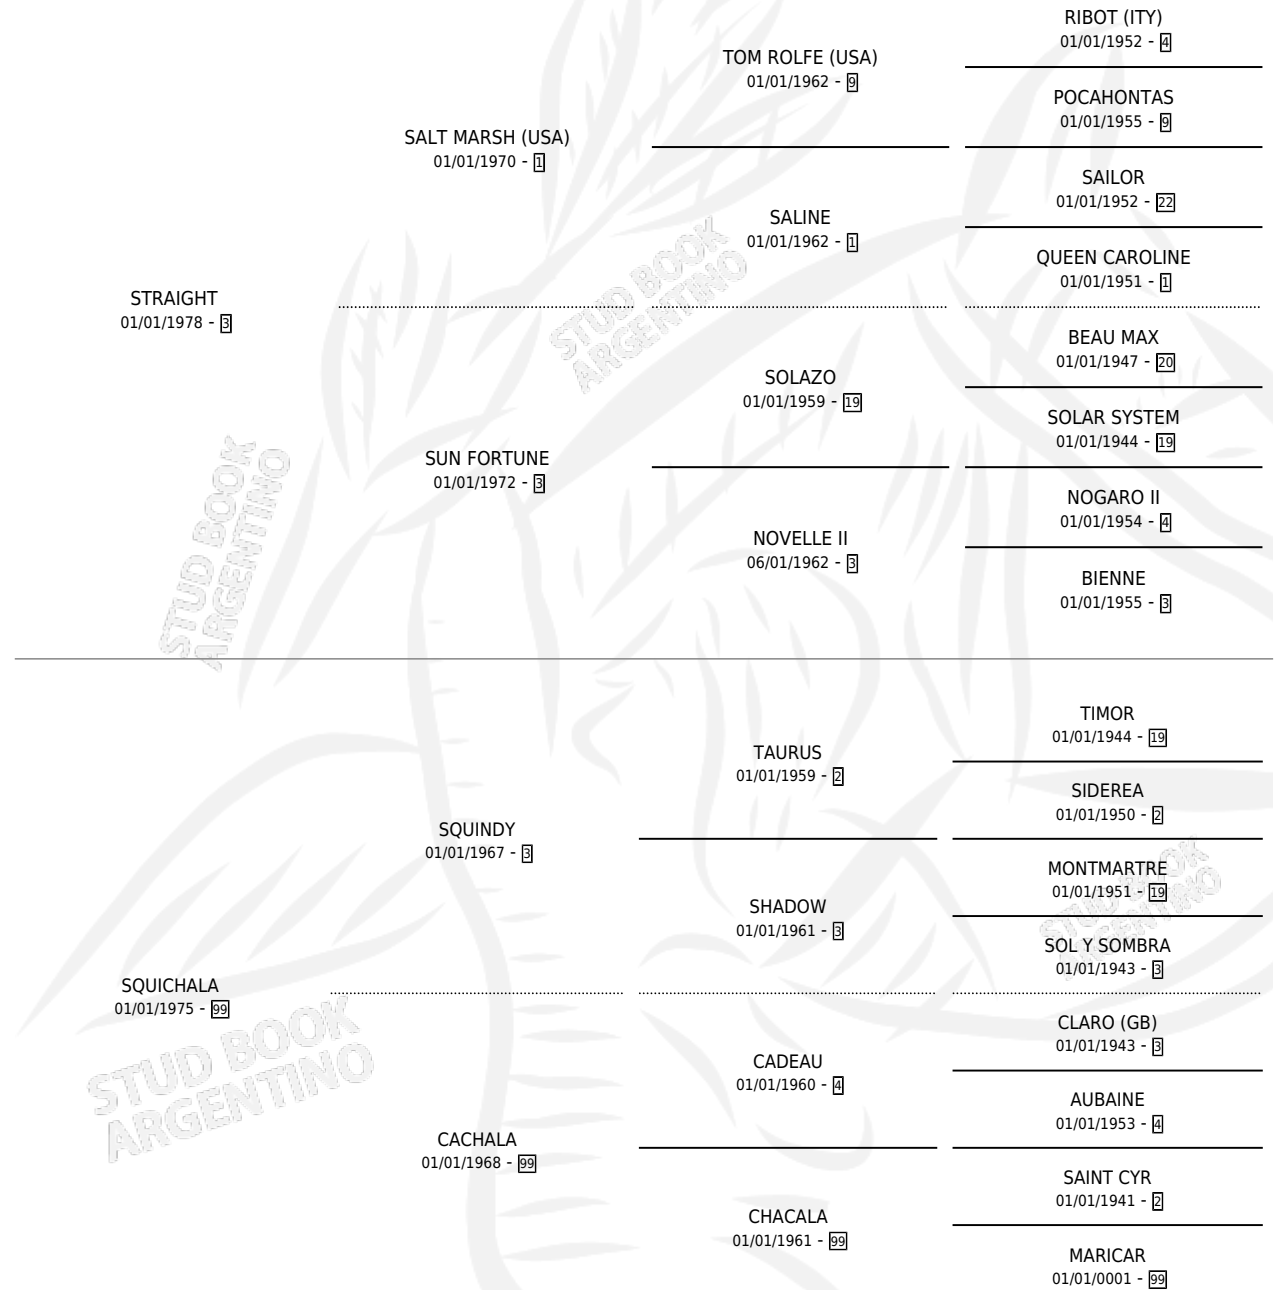 RIBOT (ITY)
01/01/1952 - 4
TOM ROLFE (USA)
01/01/1962 - 9
POCAHONTAS
01/01/1955 - 9
SALT MARSH (USA)
01/01/1970 - 1
SAILOR
01/01/1952 - 22
SALINE
01/01/1962 - 1
QUEEN CAROLINE
01/01/1951 - 1
STRAIGHT
01/01/1978 - 3
BEAU MAX
01/01/1947 - 20
SOLAZO
01/01/1959 - 19
SOLAR SYSTEM
01/01/1944 - 19
SUN FORTUNE
01/01/1972 - 3
NOGARO II
01/01/1954 - 4
NOVELLE II
06/01/1962 - 3
BIENNE
01/01/1955 - 3
TIMOR
01/01/1944 - 19
TAURUS
01/01/1959 - 2
SIDEREA
01/01/1950 - 2
SQUINDY
01/01/1967 - 3
MONTMARTRE
01/01/1951 - 19
SHADOW
01/01/1961 - 3
SOL Y SOMBRA
01/01/1943 - 3
SQUICHALA
01/01/1975 - 99
CLARO (GB)
01/01/1943 - 3
CADEAU
01/01/1960 - 4
AUBAINE
01/01/1953 - 4
CACHALA
01/01/1968 - 99
SAINT CYR
01/01/1941 - 2
CHACALA
01/01/1961 - 99
MARICAR
01/01/0001 - 99
STUD BOOK
ARGENTINO
STUD BOOK
ARGENTINO
STUD BOOK
ARGENTINO
STUD BOOK
ARGENTINO